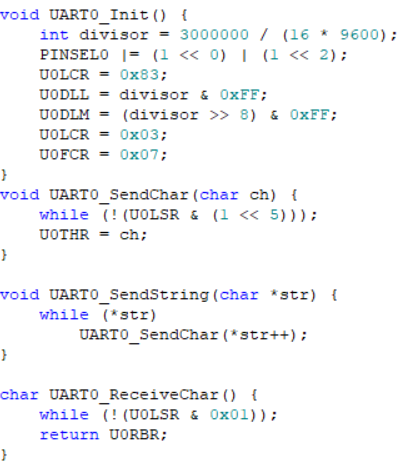 void UART0_Init() {
    int divisor = 3000000 / (16 * 9600);
    PINSEL0 |= (1 << 0) | (1 << 2);
    U0LCR = 0x83;
    U0DLL = divisor & 0xFF;
    U0DLM = (divisor >> 8) & 0xFF;
    U0LCR = 0x03;
    U0FCR = 0x07;
}
void UART0_SendChar(char ch) {
    while (!(U0LSR & (1 << 5)));
    U0THR = ch;
}

void UART0_SendString(char *str) {
    while (*str)
        UART0_SendChar(*str++);
}

char UART0_ReceiveChar() {
    while (!(U0LSR & 0x01));
    return U0RBR;
}